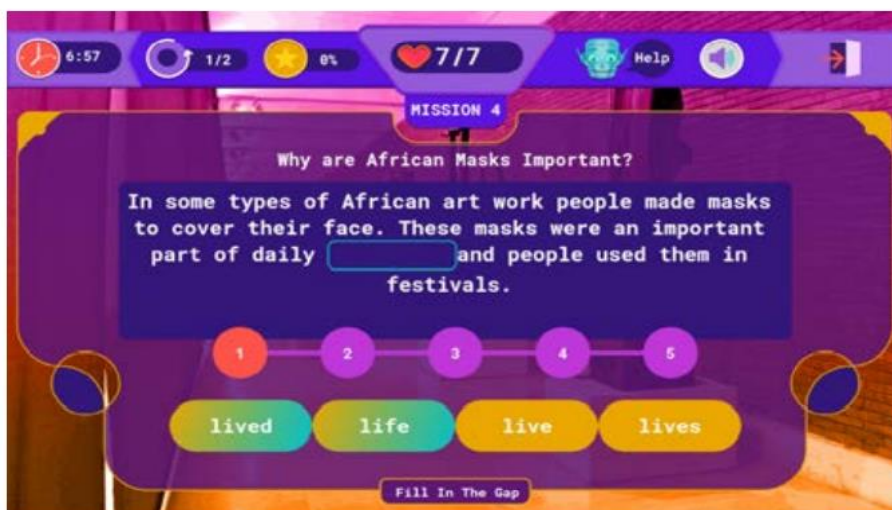 6:57 1/2 0% 7/7 Help
MISSION 4
Why are African Masks Important?
In some types of African art work people made masks
to cover their face. These masks were an important
part of daily and people used them in
festivals.
1 2 3 4 5
lived life live lives
Fill In The Gap